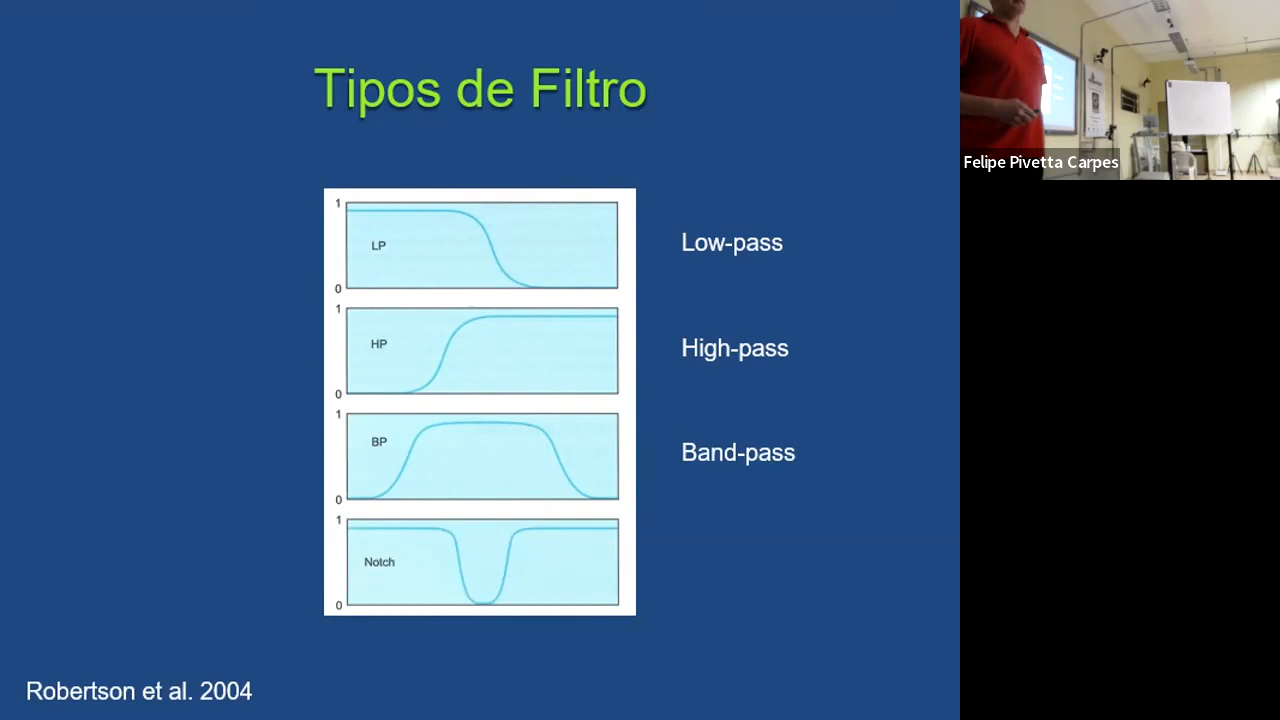 Tipos de Filtro
1
LP
0
Low-pass
1
HP
0
High-pass
1
BP
0
Band-pass
1
Notch
0
Robertson et al. 2004
Felipe Pivetta Carpes